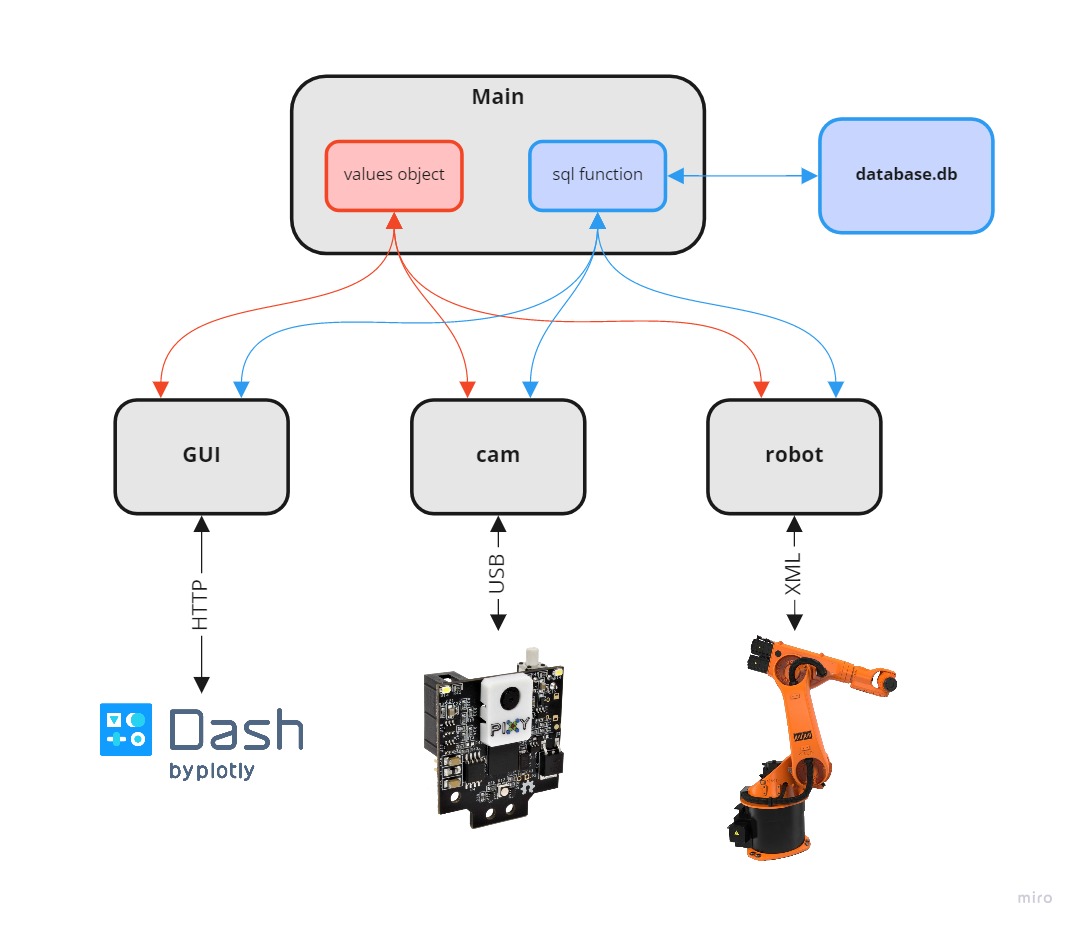 Main
values object
sql function
database.db
GUI
cam
robot
HTTP
USB
XML
Dash
by plotly
PIXY
miro